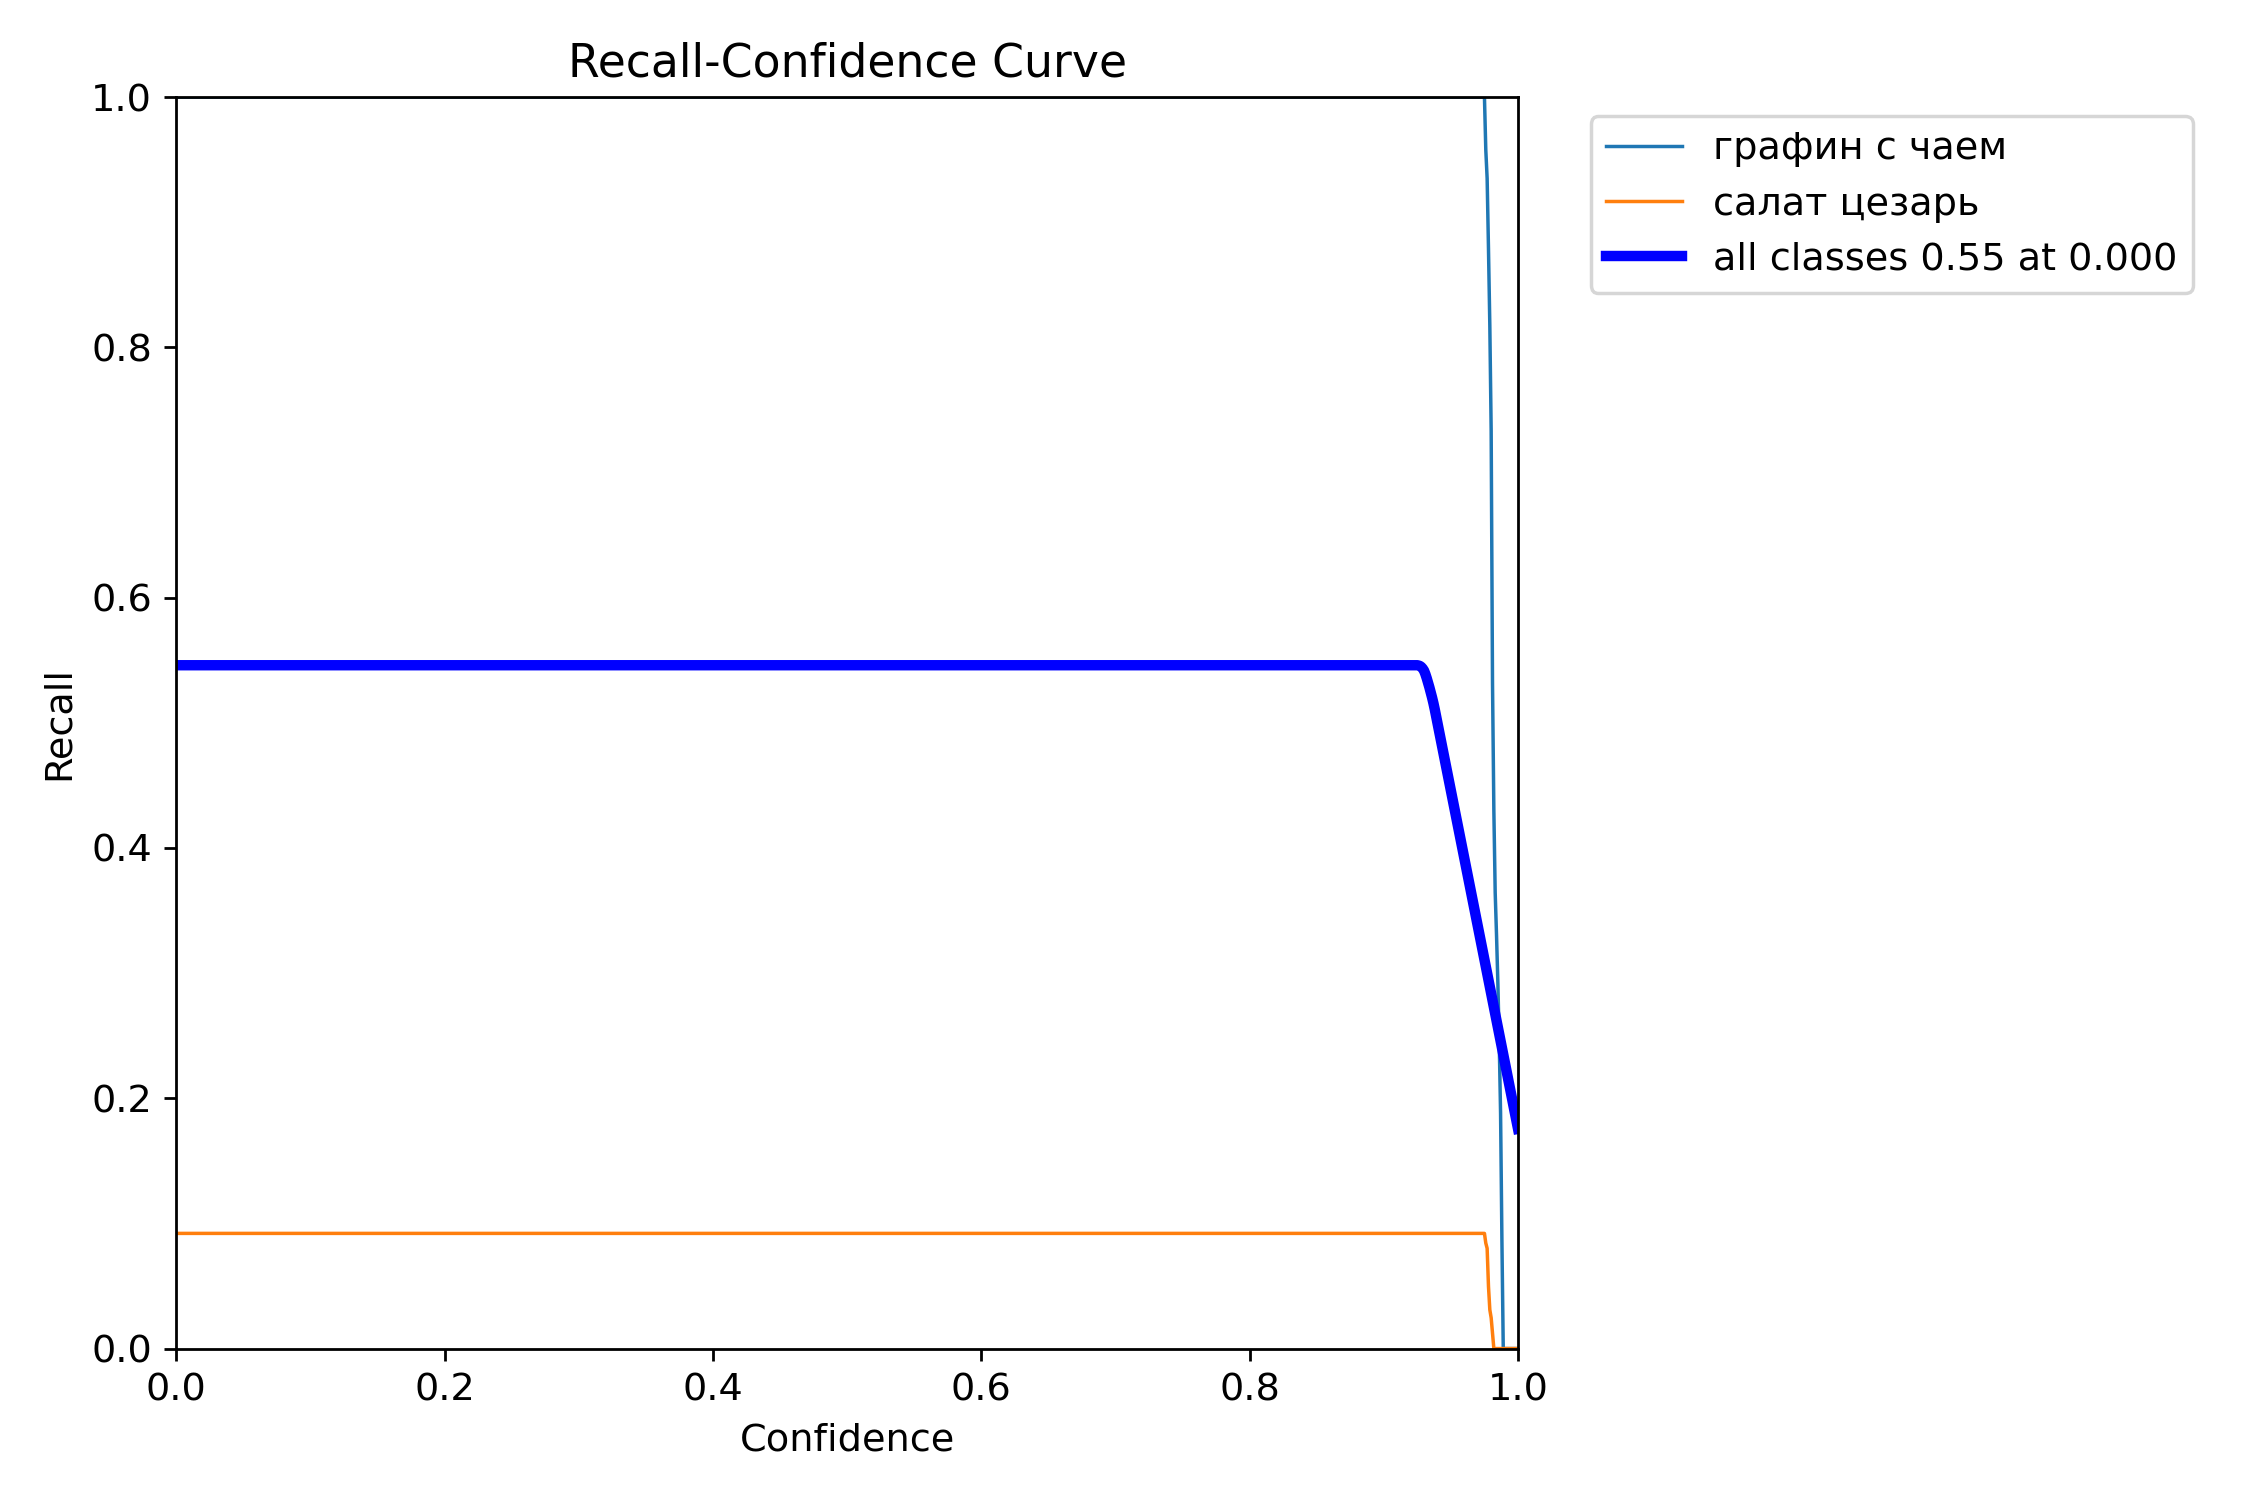 Recall-Confidence Curve
1.0
0.8
0.6
0.4
0.2
0.0
Recall
0.0 0.2 0.4 0.6 0.8 1.0
Confidence
графин с чаем
салат цезарь
all classes 0.55 at 0.000